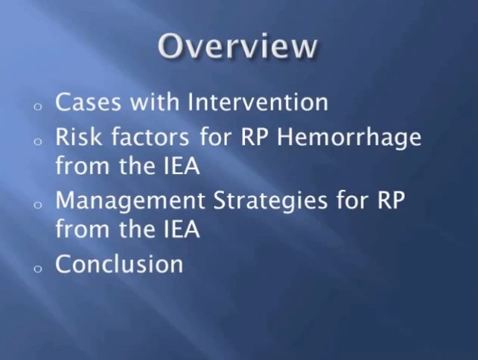 Overview
Cases with Intervention
Risk factors for RP Hemorrhage
from the IEA
Management Strategies for RP
from the IEA
Conclusion